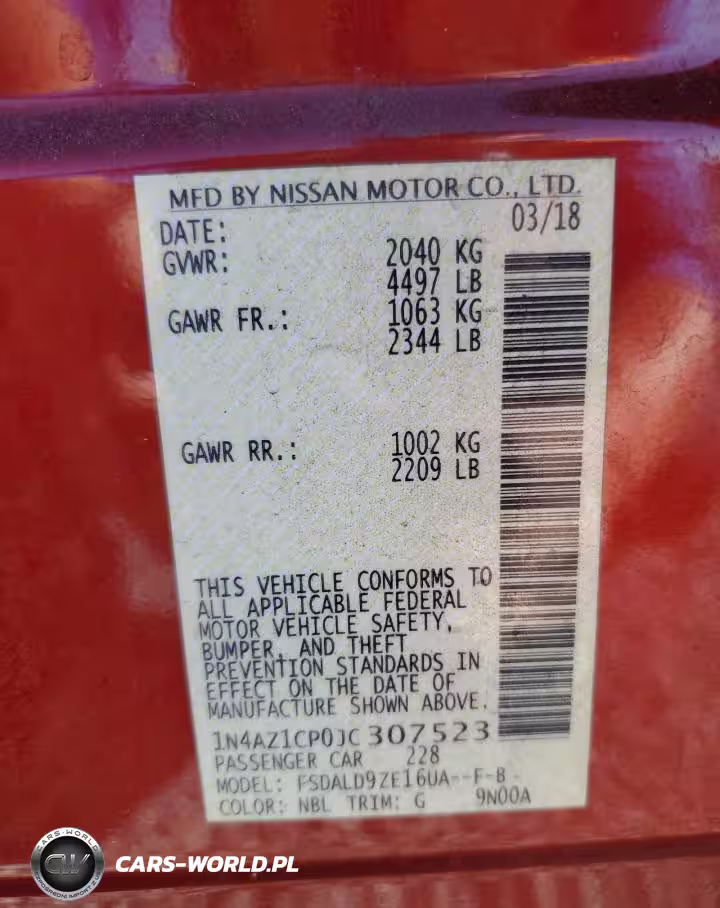 MFD BY NISSAN MOTOR CO., LTD.
DATE: 03/18
GVWR: 2040 KG
4497 LB
GAWR FR.: 1063 KG
2344 LB
GAWR RR.: 1002 KG
2209 LB
THIS VEHICLE CONFORMS TO
ALL APPLICABLE FEDERAL
MOTOR VEHICLE SAFETY,
BUMPER, AND THEFT
PREVENTION STANDARDS IN
EFFECT ON THE DATE OF
MANUFACTURE SHOWN ABOVE.
1N4AZ1CP0JC307523
PASSENGER CAR 228
MODEL: FSDALD9ZE16UA--F-B-
COLOR: NBL TRIM: G 9N00A
CARS-WORLD
CW
CARS-WORLD.PL